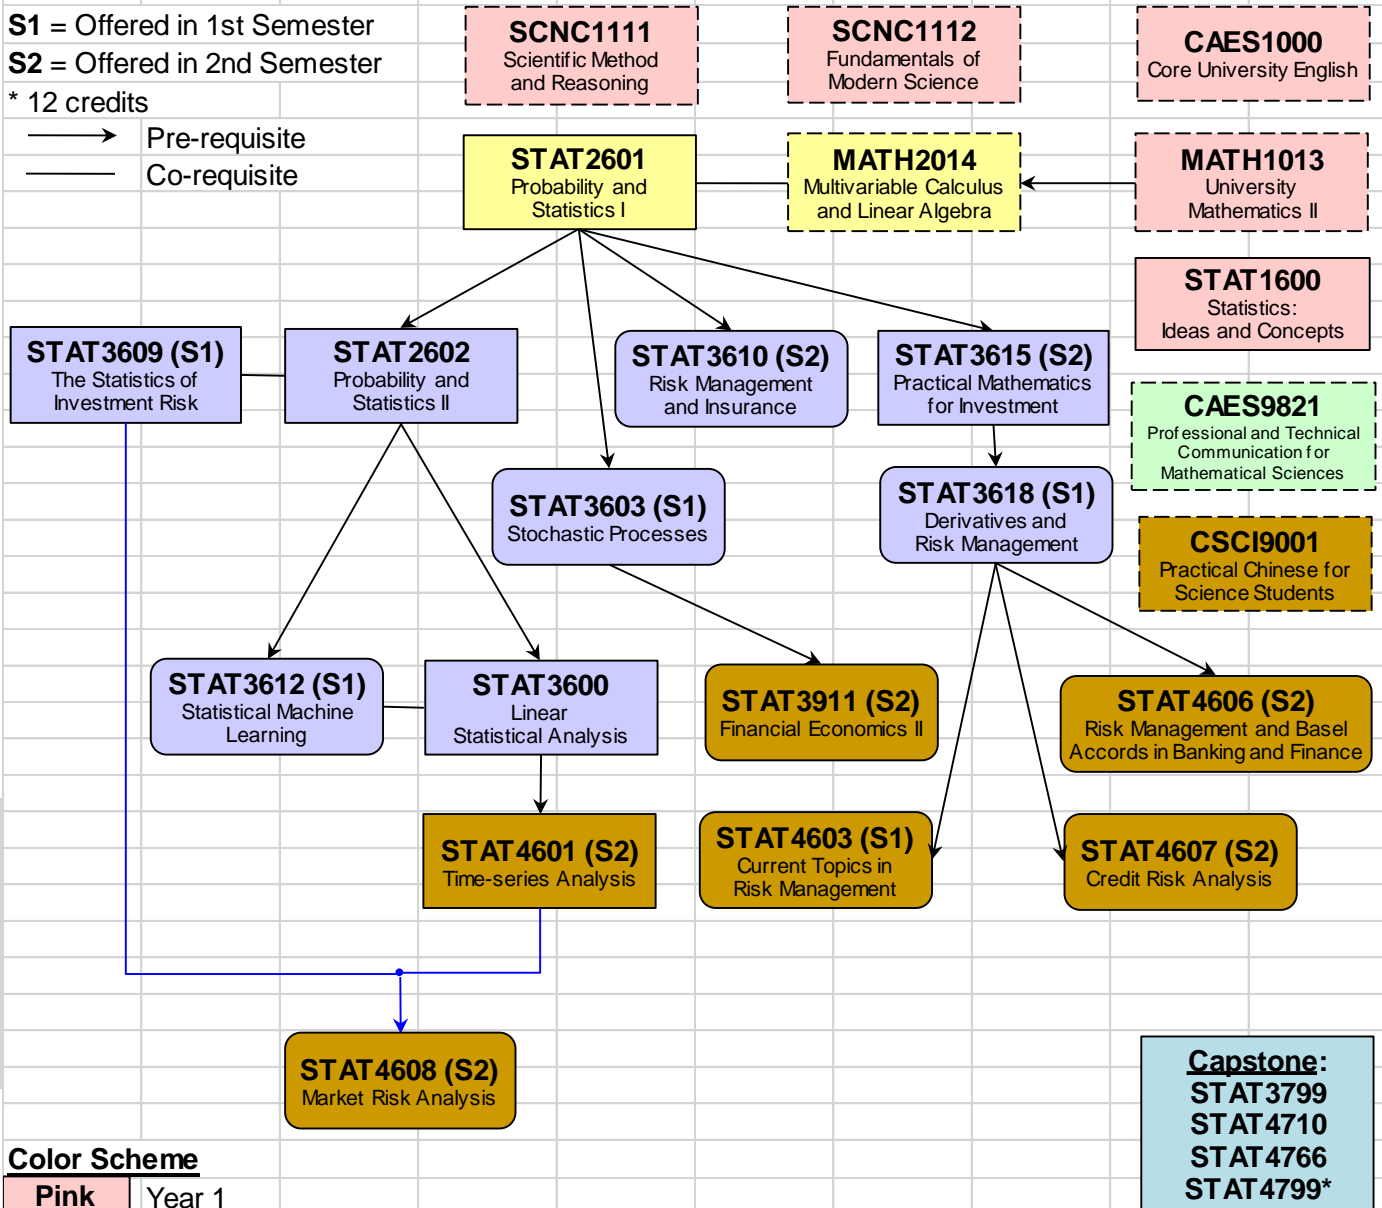 S1 = Offered in 1st Semester
S2 = Offered in 2nd Semester
* 12 credits
Pre-requisite
Co-requisite
SCNC1111
Scientific Method
and Reasoning
SCNC1112
Fundamentals of
Modern Science
CAES1000
Core University English
STAT2601
Probability and
Statistics I
MATH2014
Multivariable Calculus
and Linear Algebra
MATH1013
University
Mathematics II
STAT1600
Statistics:
Ideas and Concepts
STAT3609 (S1)
The Statistics of
Investment Risk
STAT2602
Probability and
Statistics II
STAT3610 (S2)
Risk Management
and Insurance
STAT3615 (S2)
Practical Mathematics
for Investment
CAES9821
Professional and Technical
Communication for
Mathematical Sciences
STAT3603 (S1)
Stochastic Processes
STAT3618 (S1)
Derivatives and
Risk Management
CSCI9001
Practical Chinese for
Science Students
STAT3612 (S1)
Statistical Machine
Learning
STAT3600
Linear
Statistical Analysis
STAT3911 (S2)
Financial Economics II
STAT4606 (S2)
Risk Management and Basel
Accords in Banking and Finance
STAT4601 (S2)
Time-series Analysis
STAT4603 (S1)
Current Topics in
Risk Management
STAT4607 (S2)
Credit Risk Analysis
STAT4608 (S2)
Market Risk Analysis
Capstone:
STAT3799
STAT4710
STAT4766
STAT4799*
Color Scheme
Pink
Year 1